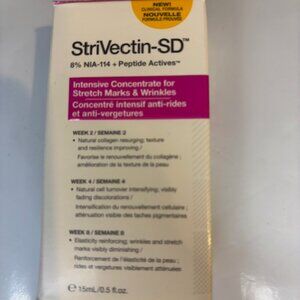 NEW!
CLINICAL FORMULA
NOUVELLE
FORMULE PROUVÉE
StriVectin-SD™
8% NIA-114 + Peptide Actives™
Intensive Concentrate for
Stretch Marks & Wrinkles
Concentré intensif anti-rides
et anti-vergetures
WEEK 2 / SEMAINE 2
• Natural collagen resurging; texture
and resilience improving /
Favorise le renouvellement du collagène ;
amélioration de la texture de la peau
WEEK 4 / SEMAINE 4
• Natural cell turnover intensifying; visibly
fading discolorations /
Intensification du renouvellement cellulaire ;
atténuation visible des taches pigmentaires
WEEK 8 / SEMAINE 8
• Elasticity reinforcing; wrinkles and stretch
marks visibly diminishing /
Renforcement de l'élasticité de la peau ;
rides et vergetures visiblement atténuées
℮ 15mL/0.5 fl.oz.